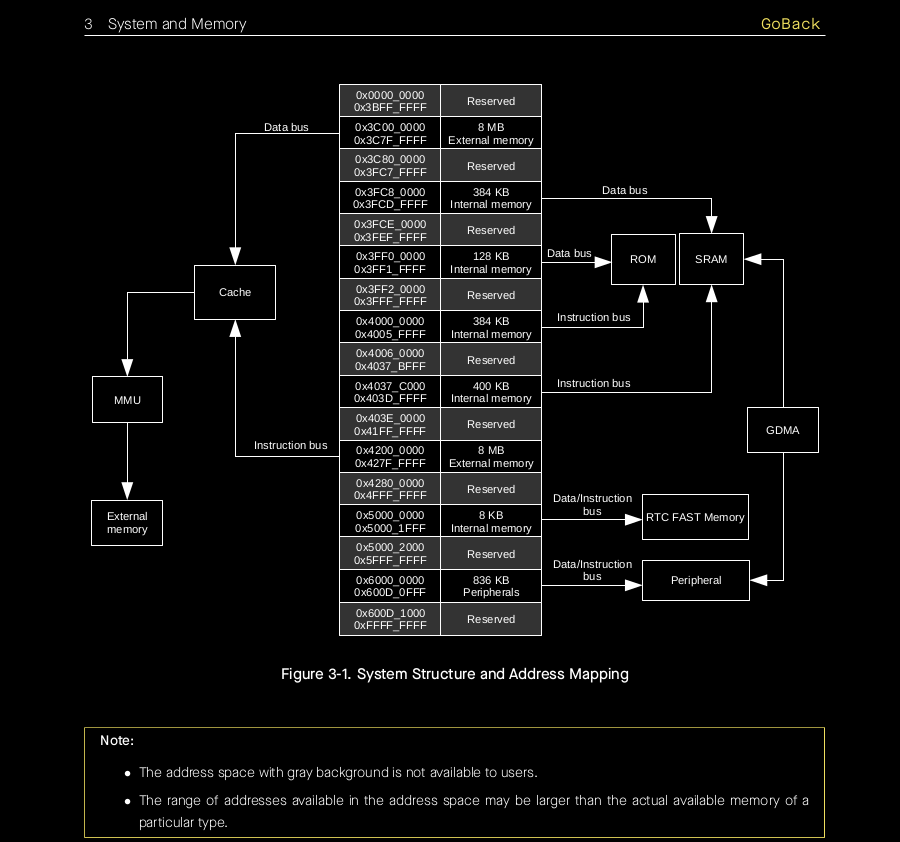 3 System and Memory
GoBack
0x0000_0000
0x3BFF_FFFF
Reserved
Data bus
0x3C00_0000
0x3C7F_FFFF
8 MB
External memory
0x3C80_0000
0x3FC7_FFFF
Reserved
0x3FC8_0000
0x3FCD_FFFF
384 KB
Internal memory
Data bus
0x3FCE_0000
0x3FEF_FFFF
Reserved
0x3FF0_0000
0x3FF1_FFFF
128 KB
Internal memory
Data bus
ROM
SRAM
Cache
0x3FF2_0000
0x3FFF_FFFF
Reserved
0x4000_0000
0x4005_FFFF
384 KB
Internal memory
Instruction bus
0x4006_0000
0x4037_BFFF
Reserved
0x4037_C000
0x403D_FFFF
400 KB
Internal memory
Instruction bus
MMU
0x403E_0000
0x41FF_FFFF
Reserved
GDMA
Instruction bus
0x4200_0000
0x427F_FFFF
8 MB
External memory
0x4280_0000
0x4FFF_FFFF
Reserved
0x5000_0000
0x5000_1FFF
8 KB
Internal memory
Data/Instruction
bus
RTC FAST Memory
External
memory
0x5000_2000
0x5FFF_FFFF
Reserved
0x6000_0000
0x600D_0FFF
836 KB
Peripherals
Data/Instruction
bus
Peripheral
0x600D_1000
0xFFFF_FFFF
Reserved
Figure 3-1. System Structure and Address Mapping
Note:
• The address space with gray background is not available to users.
• The range of addresses available in the address space may be larger than the actual available memory of a
particular type.